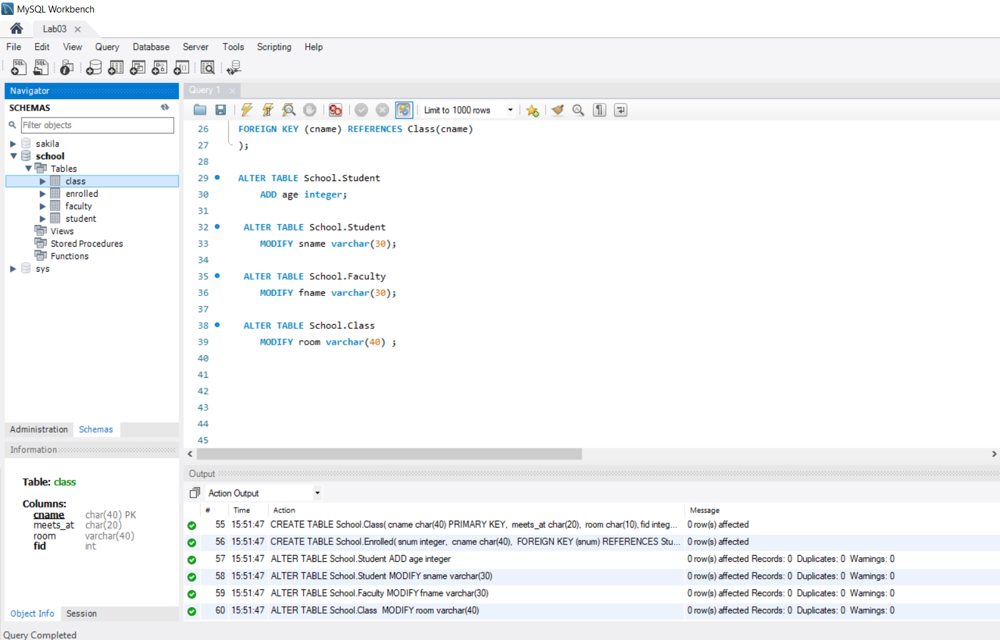 MySQL Workbench
Lab03
File Edit View Query Database Server Tools Scripting Help
Navigator
SCHEMAS
Filter objects
sakila
school
Tables
class
enrolled
faculty
student
Views
Stored Procedures
Functions
sys
Administration Schemas
Information
Table: class
Columns:
cname char(40) PK
meets_at char(20)
room varchar(40)
fid int
Object Info Session
Query 1
Limit to 1000 rows
26 FOREIGN KEY (cname) REFERENCES Class(cname)
27 );
28
29 ALTER TABLE School.Student
30 ADD age integer;
31
32 ALTER TABLE School.Student
33 MODIFY sname varchar(30);
34
35 ALTER TABLE School.Faculty
36 MODIFY fname varchar(30);
37
38 ALTER TABLE School.Class
39 MODIFY room varchar(40) ;
40
41
42
43
44
45
Output
Action Output
# Time Action Message
55 15:51:47 CREATE TABLE School.Class( cname char(40) PRIMARY KEY, meets_at char(20), room char(10), fid integ... 0 row(s) affected
56 15:51:47 CREATE TABLE School.Enrolled( snum integer, cname char(40), FOREIGN KEY (snum) REFERENCES Stu... 0 row(s) affected
57 15:51:47 ALTER TABLE School.Student ADD age integer 0 row(s) affected Records: 0 Duplicates: 0 Warnings: 0
58 15:51:47 ALTER TABLE School.Student MODIFY sname varchar(30) 0 row(s) affected Records: 0 Duplicates: 0 Warnings: 0
59 15:51:47 ALTER TABLE School.Faculty MODIFY fname varchar(30) 0 row(s) affected Records: 0 Duplicates: 0 Warnings: 0
60 15:51:47 ALTER TABLE School.Class MODIFY room varchar(40) 0 row(s) affected Records: 0 Duplicates: 0 Warnings: 0
Query Completed